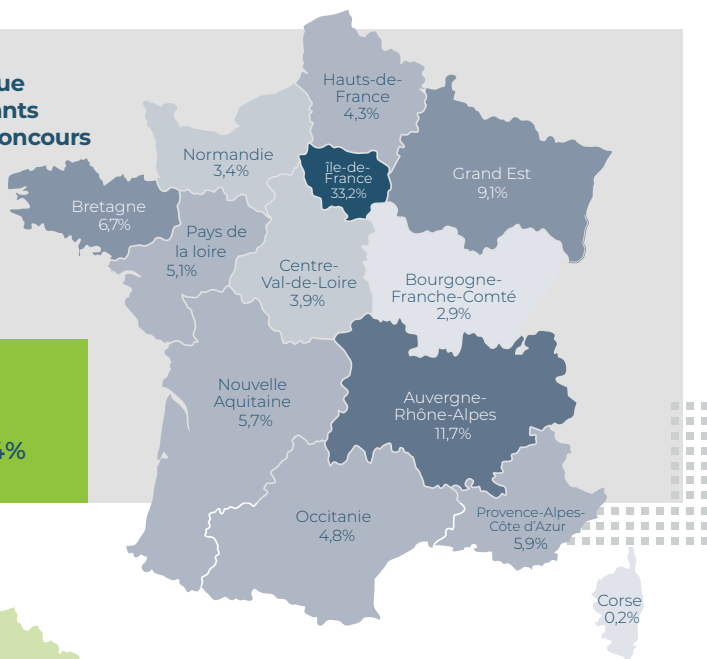 ue
ants
oncours
Hauts-de-
France
4,3%
Normandie
3,4%
île-de-
France
33,2%
Grand Est
9,1%
Bretagne
6,7%
Pays de
la loire
5,1%
Centre-
Val-de-Loire
3,9%
Bourgogne-
Franche-Comté
2,9%
Nouvelle
Aquitaine
5,7%
Auvergne-
Rhône-Alpes
11,7%
4%
Occitanie
4,8%
Provence-Alpes-
Côte d'Azur
5,9%
Corse
0,2%